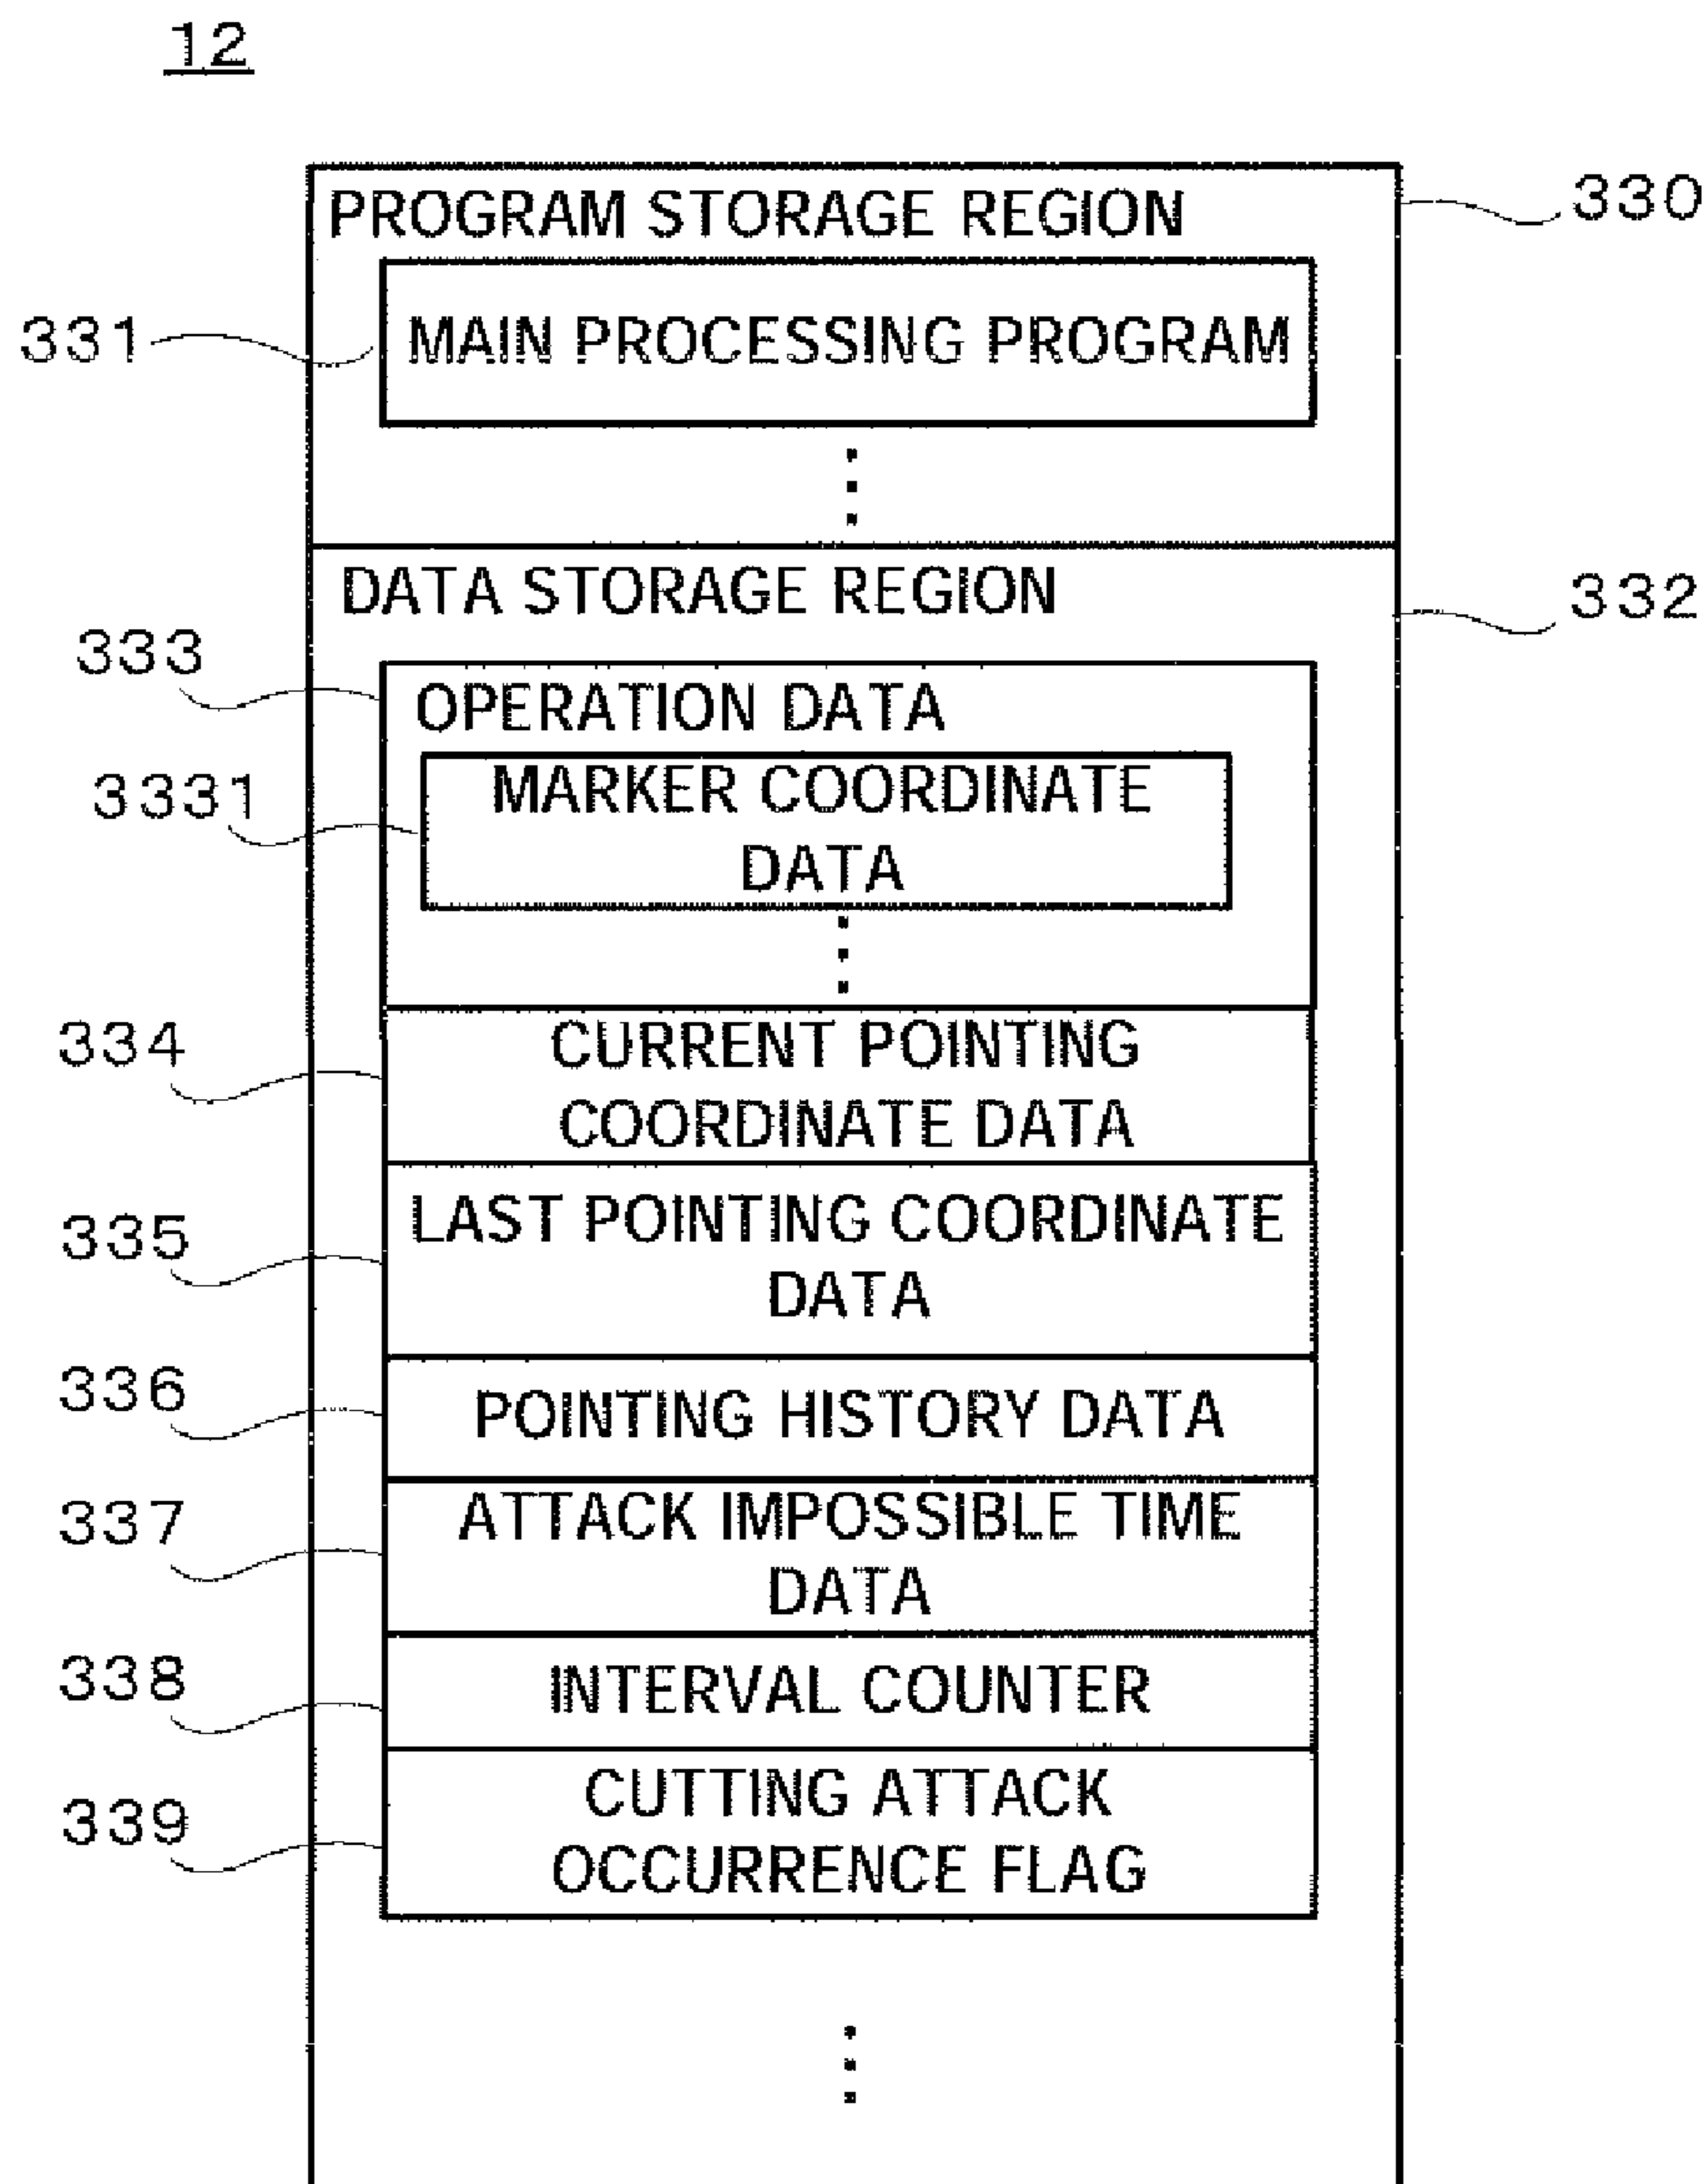 12
PROGRAM STORAGE REGION
330
331
MAIN PROCESSING PROGRAM
DATA STORAGE REGION
332
333
OPERATION DATA
3331
MARKER COORDINATE
DATA
334
CURRENT POINTING
COORDINATE DATA
335
LAST POINTING COORDINATE
DATA
336
POINTING HISTORY DATA
337
ATTACK IMPOSSIBLE TIME
DATA
338
INTERVAL COUNTER
339
CUTTING ATTACK
OCCURRENCE FLAG